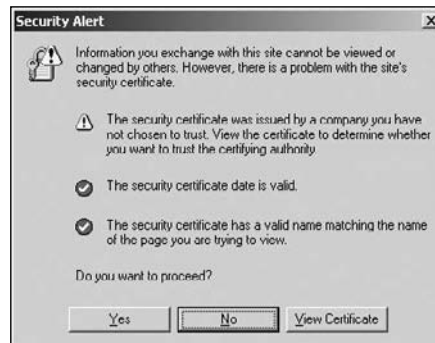 Security Alert
Information you exchange with this site cannot be viewed or
changed by others. However, there is a problem with the site's
security certificate.
The security certificate was issued by a company you have
not chosen to trust. View the certificate to determine whether
you want to trust the certifying authority.
The security certificate date is valid.
The security certificate has a valid name matching the name
of the page you are trying to view.
Do you want to proceed?
Yes
No
View Certificate